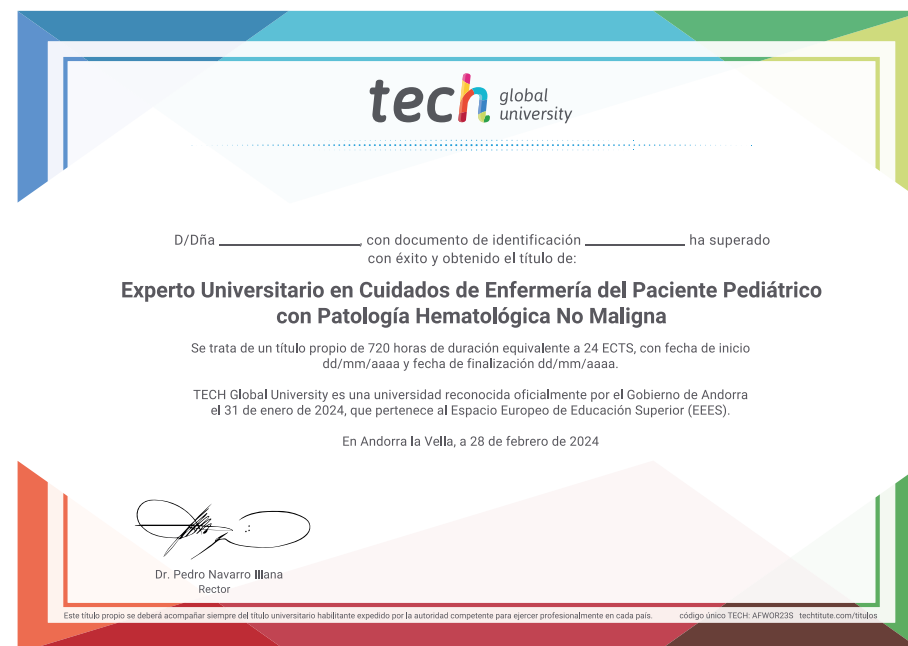 tech global university
D/Dña ____________________, con documento de identificación ______________ ha superado
con éxito y obtenido el título de:
Experto Universitario en Cuidados de Enfermería del Paciente Pediátrico
con Patología Hematológica No Maligna
Se trata de un título propio de 720 horas de duración equivalente a 24 ECTS, con fecha de inicio
dd/mm/aaaa y fecha de finalización dd/mm/aaaa.
TECH Global University es una universidad reconocida oficialmente por el Gobierno de Andorra
el 31 de enero de 2024, que pertenece al Espacio Europeo de Educación Superior (EEES).
En Andorra la Vella, a 28 de febrero de 2024
Dr. Pedro Navarro Illana
Rector
Este título propio se deberá acompañar siempre del título universitario habilitante expedido por la autoridad competente para ejercer profesionalmente en cada país. código único TECH: AFWOR23S techtitute.com/titulos